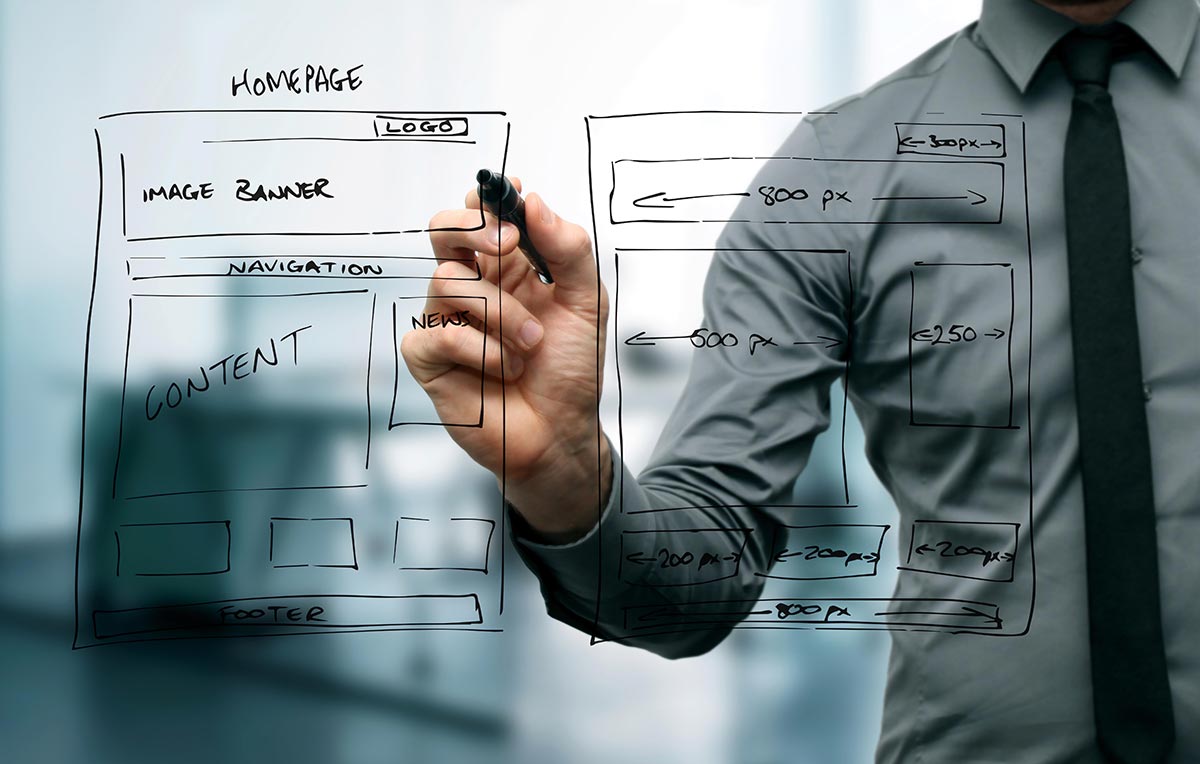 HOMEPAGE
LOGO
IMAGE BANNER
NAVIGATION
CONTENT
NEWS
FOOTER
300px
800 px
500 px
250
200 px
200px
200px
800 px